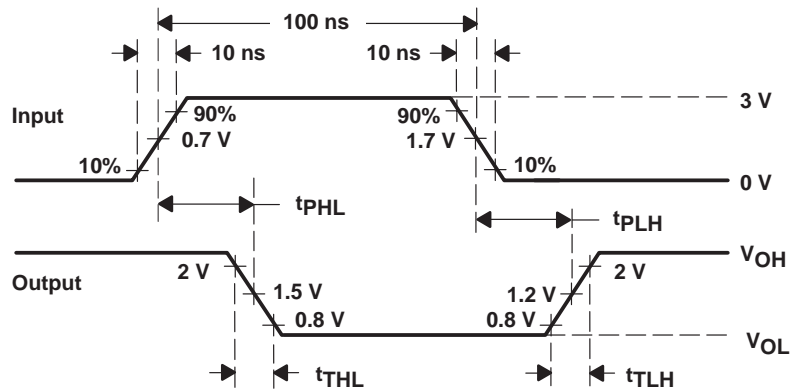 100 ns
10 ns
10 ns
Input
90%
90%
3 V
0.7 V
1.7 V
10%
10%
0 V
tPHL
tPLH
Output
VOH
2 V
2 V
1.5 V
1.2 V
0.8 V
0.8 V
VOL
tTHL
tTLH